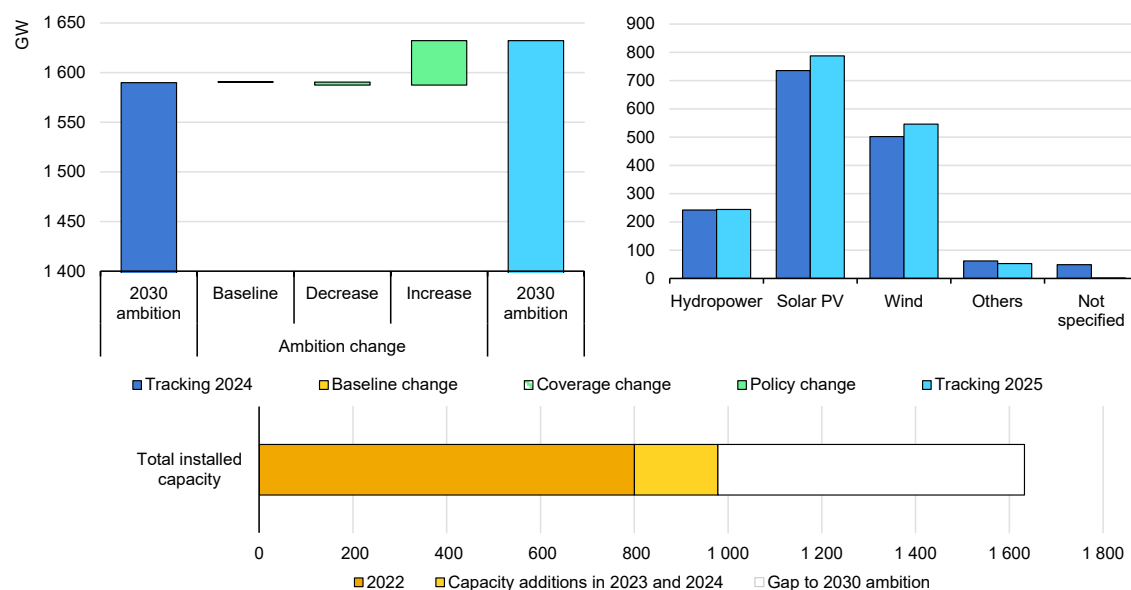 GW
1 650
1 600
1 550
1 500
1 450
1 400
2030
ambition
Baseline
Decrease
Increase
2030
ambition
Ambition change
900
800
700
600
500
400
300
200
100
0
Hydropower
Solar PV
Wind
Others
Not
specified
Tracking 2024
Baseline change
Coverage change
Policy change
Tracking 2025
Total installed
capacity
0
200
400
600
800
1 000
1 200
1 400
1 600
1 800
2022
Capacity additions in 2023 and 2024
Gap to 2030 ambition